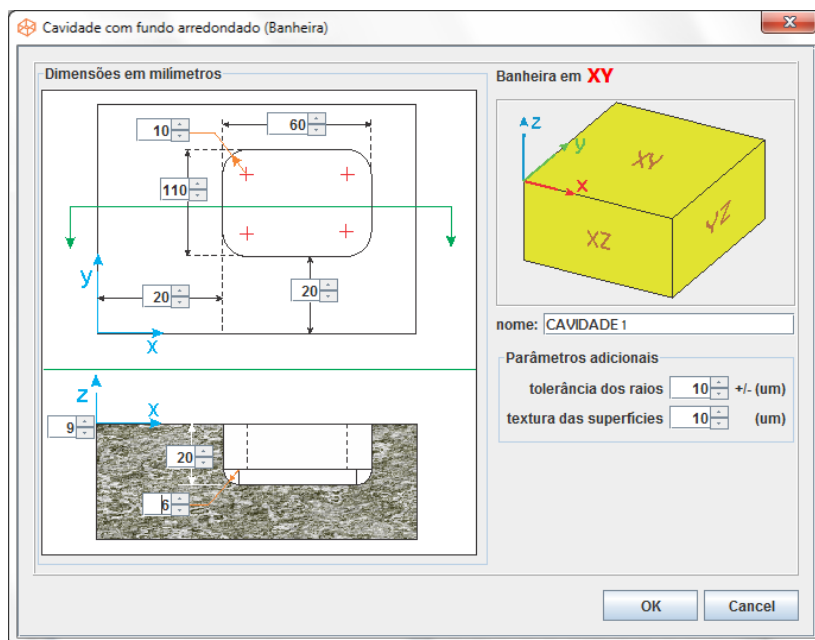 Cavidade com fundo arredondado (Banheira)
Dimensões em milímetros
10
60
110
20
20
y
x
z
x
9
20
6
Banheira em XY
z
y
x
XY
XZ
YZ
nome: CAVIDADE 1
Parâmetros adicionais
tolerância dos raios 10 +/- (um)
textura das superfícies 10 (um)
OK Cancel